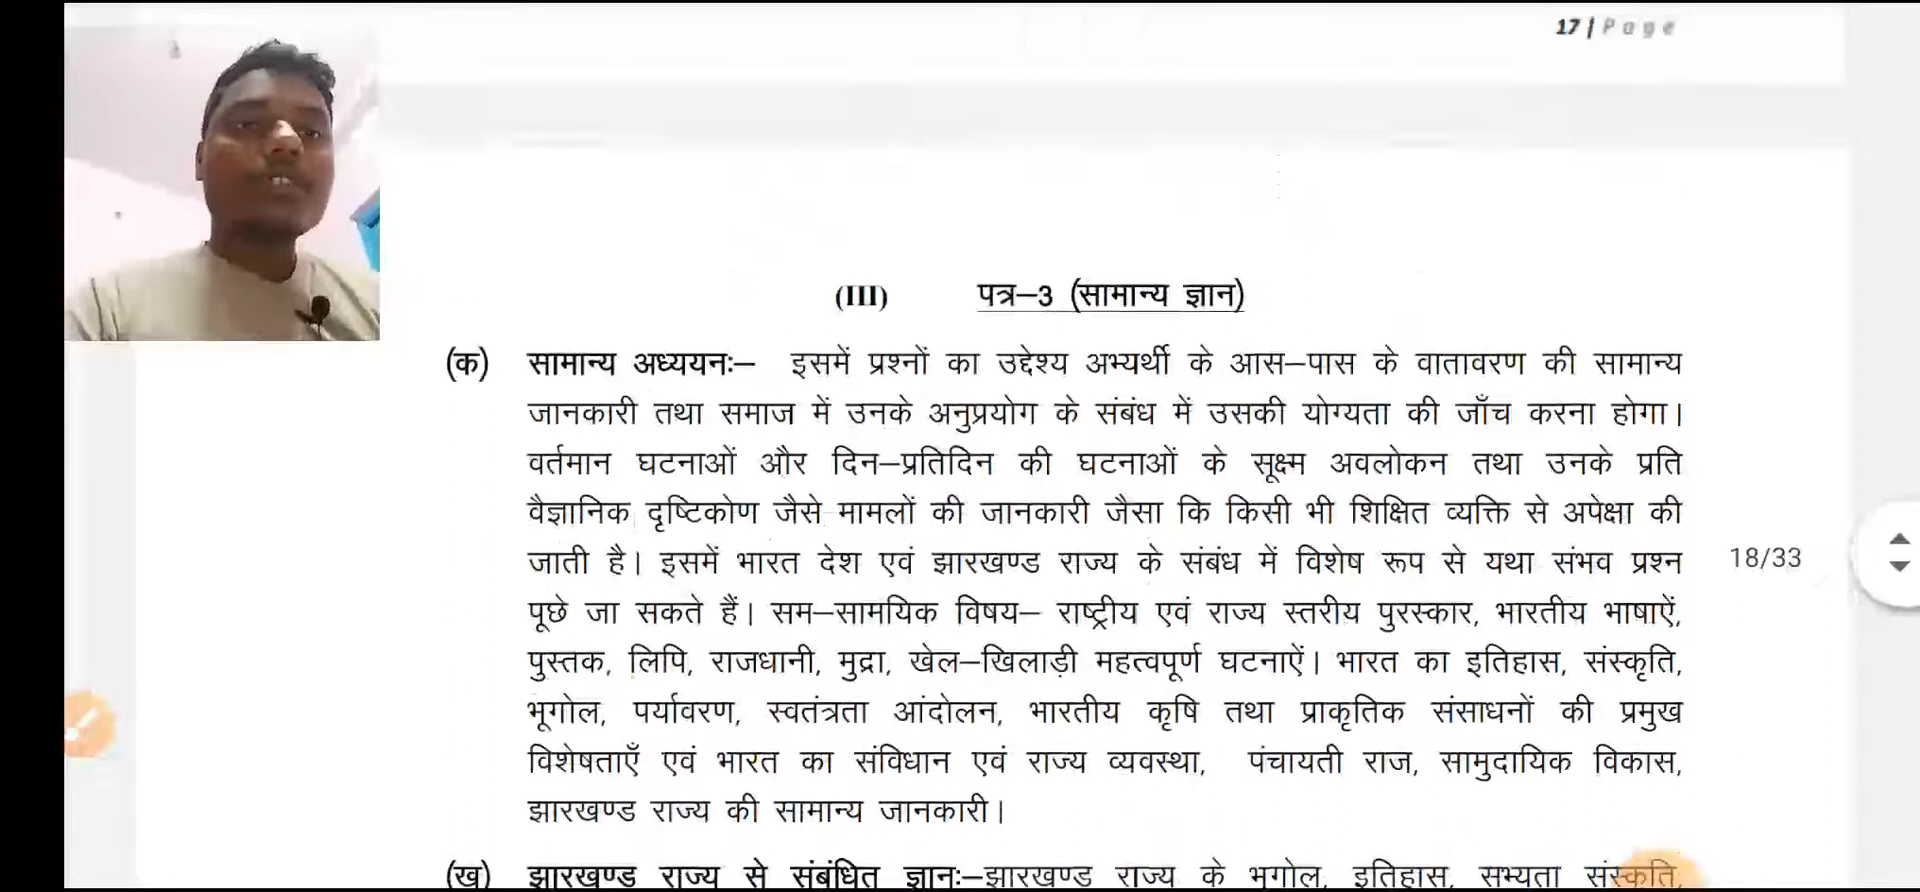 17 | Page
(III) पत्र–3 (सामान्य ज्ञान)
(क) सामान्य अध्ययनः– इसमें प्रश्नों का उद्देश्य अभ्यर्थी के आस–पास के वातावरण की सामान्य
जानकारी तथा समाज में उनके अनुप्रयोग के संबंध में उसकी योग्यता की जाँच करना होगा।
वर्तमान घटनाओं और दिन–प्रतिदिन की घटनाओं के सूक्ष्म अवलोकन तथा उनके प्रति
वैज्ञानिक दृष्टिकोण जैसे मामलों की जानकारी जैसा कि किसी भी शिक्षित व्यक्ति से अपेक्षा की
जाती है। इसमें भारत देश एवं झारखण्ड राज्य के संबंध में विशेष रूप से यथा संभव प्रश्न
18/33
पूछे जा सकते हैं। सम–सामयिक विषय– राष्ट्रीय एवं राज्य स्तरीय पुरस्कार, भारतीय भाषाऐं,
पुस्तक, लिपि, राजधानी, मुद्रा, खेल–खिलाड़ी महत्वपूर्ण घटनाऐं। भारत का इतिहास, संस्कृति,
भूगोल, पर्यावरण, स्वतंत्रता आंदोलन, भारतीय कृषि तथा प्राकृतिक संसाधनों की प्रमुख
विशेषताएँ एवं भारत का संविधान एवं राज्य व्यवस्था, पंचायती राज, सामुदायिक विकास,
झारखण्ड राज्य की सामान्य जानकारी।
(ख) झारखण्ड राज्य से संबंधित ज्ञानः–झारखण्ड राज्य के भूगोल, इतिहास, सभ्यता संस्कृति,